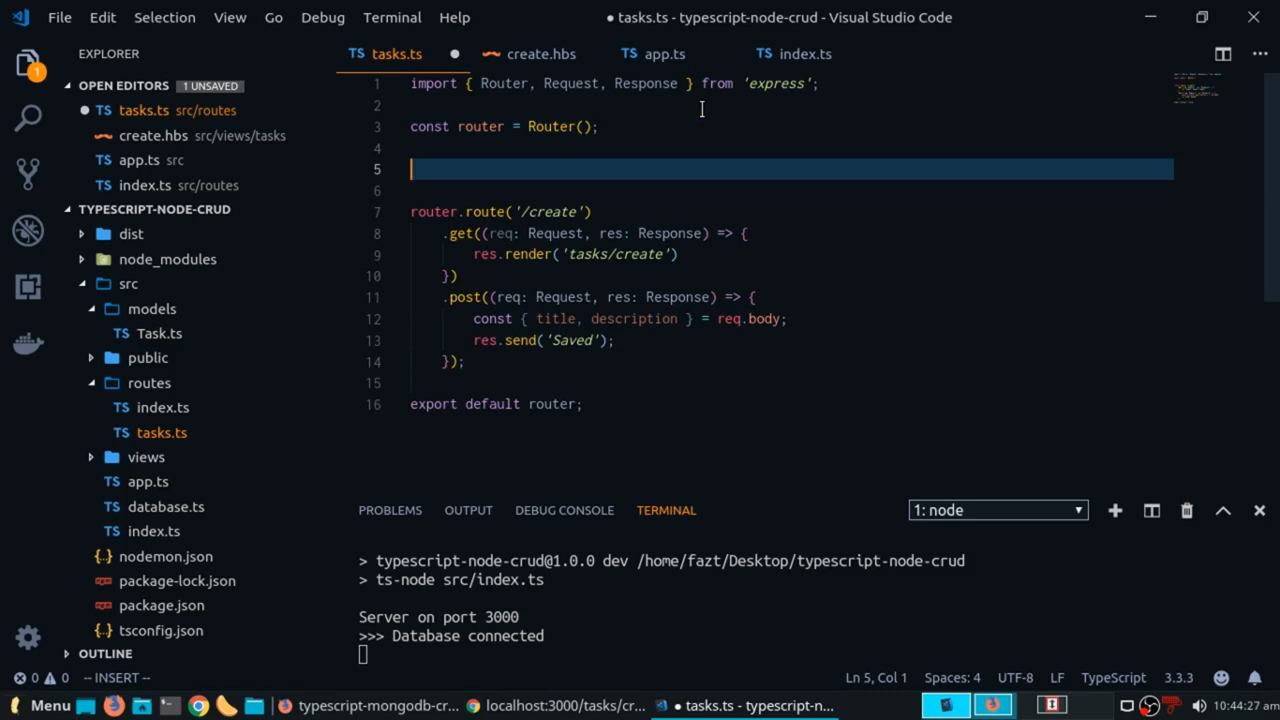 File Edit Selection View Go Debug Terminal Help
● tasks.ts - typescript-node-crud - Visual Studio Code
EXPLORER
TS tasks.ts
create.hbs
TS app.ts
TS index.ts
1
OPEN EDITORS 1 UNSAVED
TS tasks.ts src/routes
create.hbs src/views/tasks
TS app.ts src
TS index.ts src/routes
TYPESCRIPT-NODE-CRUD
dist
node_modules
src
models
TS Task.ts
public
routes
TS index.ts
TS tasks.ts
views
TS app.ts
TS database.ts
TS index.ts
{..} nodemon.json
package-lock.json
package.json
{..} tsconfig.json
OUTLINE
1 import { Router, Request, Response } from 'express';
2
3 const router = Router();
4
5
6
7 router.route('/create')
8 .get((req: Request, res: Response) => {
9 res.render('tasks/create')
10 })
11 .post((req: Request, res: Response) => {
12 const { title, description } = req.body;
13 res.send('Saved');
14 });
15
16 export default router;
PROBLEMS OUTPUT DEBUG CONSOLE TERMINAL
1: node
> typescript-node-crud@1.0.0 dev /home/fazt/Desktop/typescript-node-crud
> ts-node src/index.ts
Server on port 3000
>>> Database connected
0 0 -- INSERT --
Ln 5, Col 1 Spaces: 4 UTF-8 LF TypeScript 3.3.3
Menu
typescript-mongodb-cr...
localhost:3000/tasks/cr...
● tasks.ts - typescript-n...
10:44:27 am